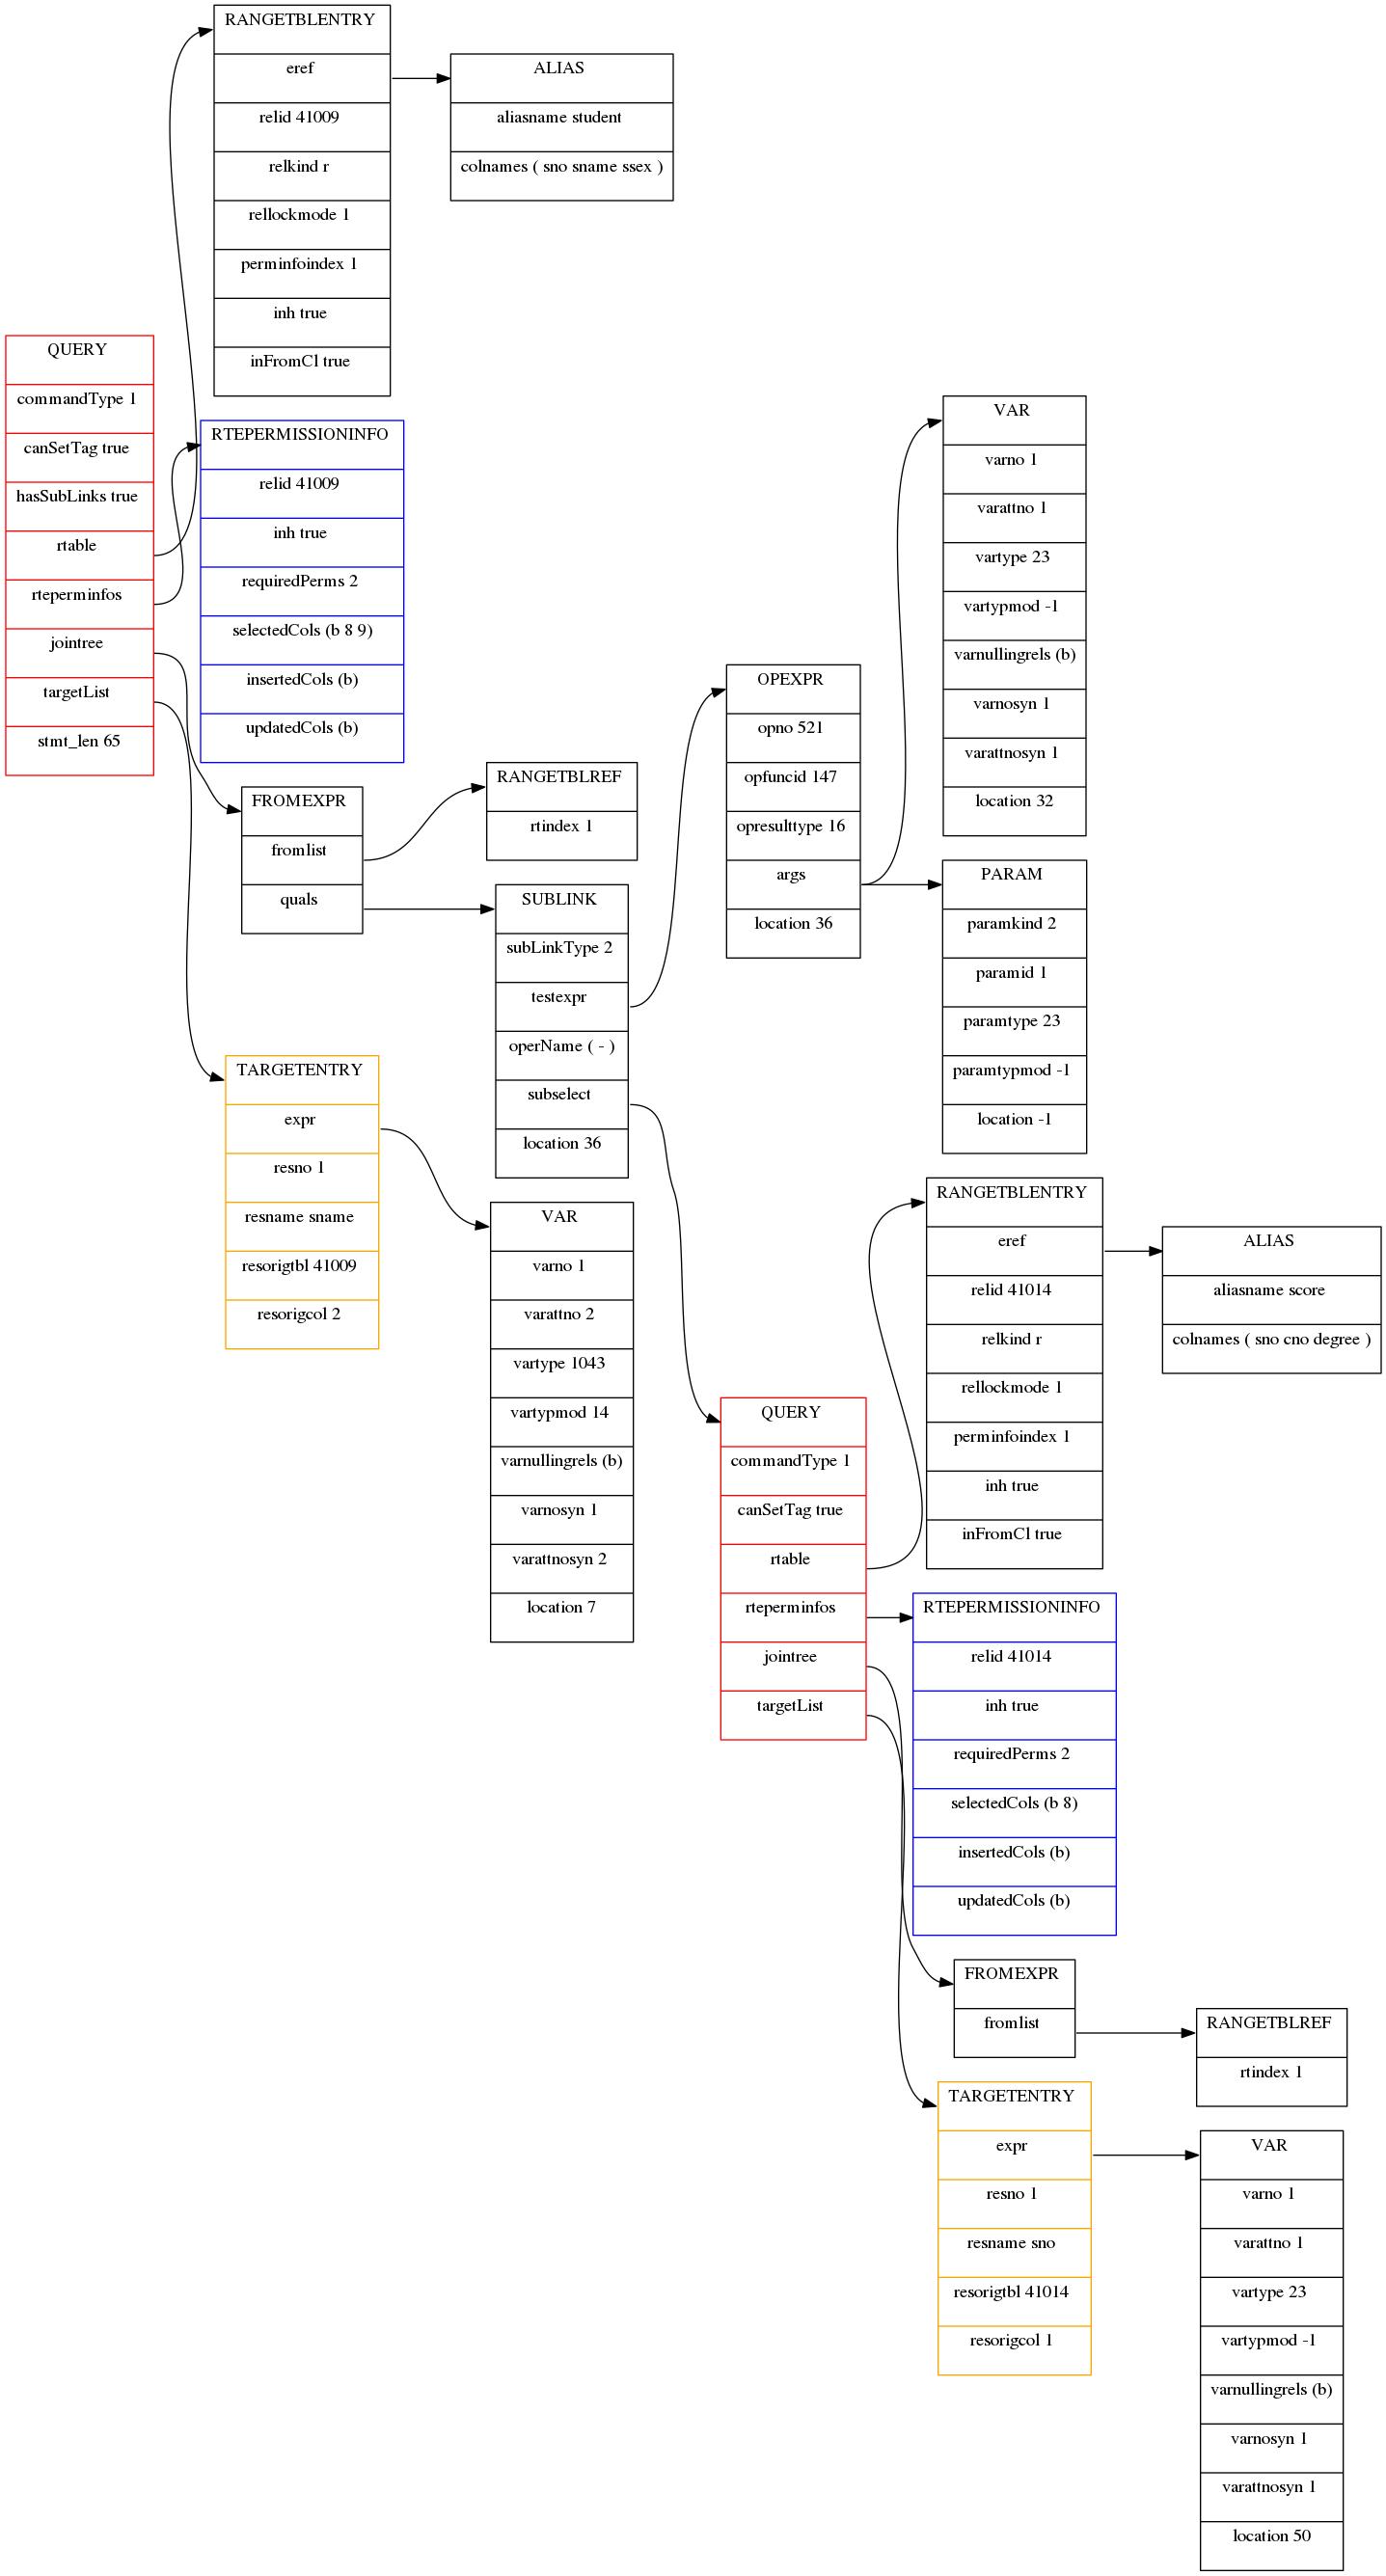 RANGETBLENTRY
eref
relid 41009
relkind r
rellockmode 1
perminfoindex 1
inh true
inFromCl true
ALIAS
aliasname student
colnames ( sno sname ssex )
QUERY
commandType 1
canSetTag true
hasSubLinks true
rtable
rteperminfos
jointree
targetList
stmt_len 65
RTEPERMISSIONINFO
relid 41009
inh true
requiredPerms 2
selectedCols (b 8 9)
insertedCols (b)
updatedCols (b)
FROMEXPR
fromlist
quals
RANGETBLREF
rtindex 1
SUBLINK
subLinkType 2
testexpr
operName ( - )
subselect
location 36
OPEXPR
opno 521
opfuncid 147
opresulttype 16
args
location 36
VAR
varno 1
varattno 1
vartype 23
vartypmod -1
varnullingrels (b)
varnosyn 1
varattnosyn 1
location 32
PARAM
paramkind 2
paramid 1
paramtype 23
paramtypmod -1
location -1
TARGETENTRY
expr
resno 1
resname sname
resorigtbl 41009
resorigcol 2
VAR
varno 1
varattno 2
vartype 1043
vartypmod 14
varnullingrels (b)
varnosyn 1
varattnosyn 2
location 7
QUERY
commandType 1
canSetTag true
rtable
rteperminfos
jointree
targetList
RANGETBLENTRY
eref
relid 41014
relkind r
rellockmode 1
perminfoindex 1
inh true
inFromCl true
ALIAS
aliasname score
colnames ( sno cno degree )
RTEPERMISSIONINFO
relid 41014
inh true
requiredPerms 2
selectedCols (b 8)
insertedCols (b)
updatedCols (b)
FROMEXPR
fromlist
RANGETBLREF
rtindex 1
TARGETENTRY
expr
resno 1
resname sno
resorigtbl 41014
resorigcol 1
VAR
varno 1
varattno 1
vartype 23
vartypmod -1
varnullingrels (b)
varnosyn 1
varattnosyn 1
location 50